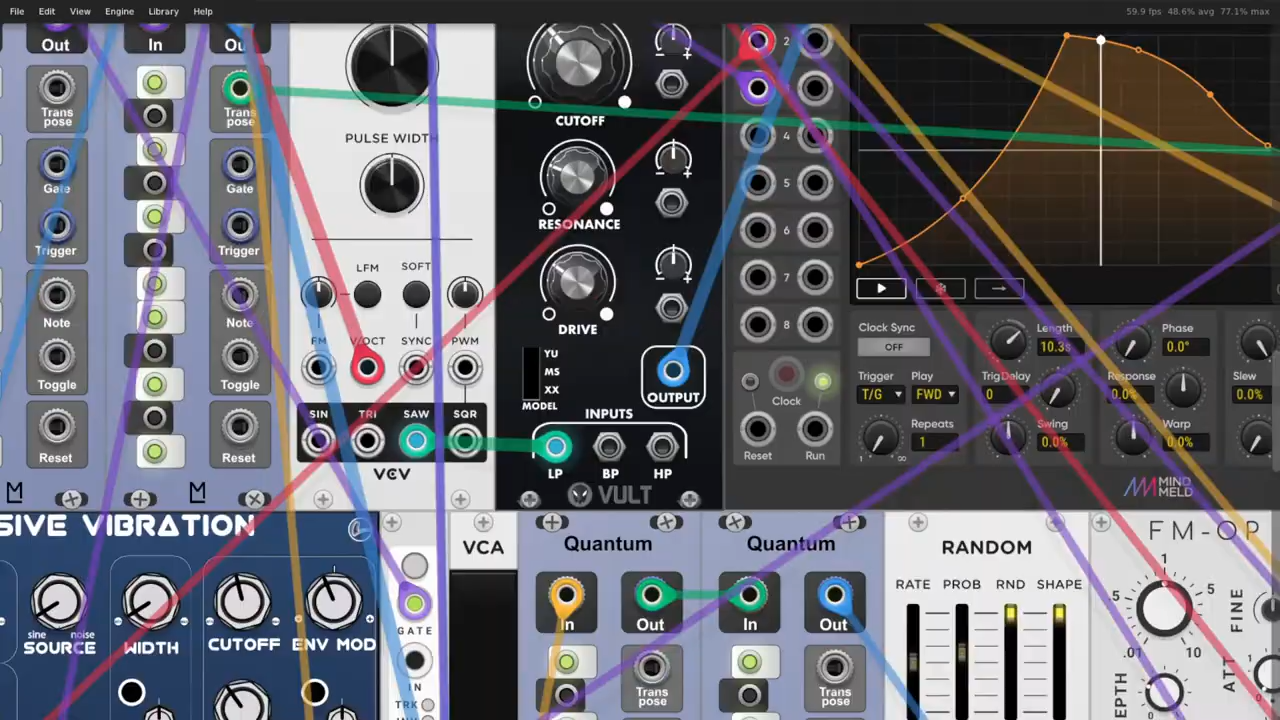 File Edit View Engine Library Help
59.9 fps 48.6% avg 77.1% max
Out
In
Out
Trans
pose
Gate
Trigger
Note
Toggle
Reset
Trans
pose
Gate
Trigger
Note
Toggle
Reset
PULSE WIDTH
LFM
SOFT
FM
V/OCT
SYNC
PWM
SIN
TRI
SAW
SQR
VCV
CUTOFF
RESONANCE
DRIVE
YU
MS
XX
MODEL
OUTPUT
INPUTS
LP
BP
HP
VULT
2
4
5
6
7
8
Clock
Reset
Run
Clock Sync
OFF
Length
10.3s
Phase
0.0°
Trigger
T/G
Play
FWD
TrigDelay
0
Response
0.0%
Slew
0.0%
Repeats
1
1 ∞
Swing
0.0%
Warp
0.0%
MIND
MELD
SIVE VIBRATION
sine noise
SOURCE
WIDTH
CUTOFF
ENV MOD
GATE
IN
TRK
VCA
Quantum
In
Out
Trans
pose
Quantum
In
Out
Trans
pose
RANDOM
RATE PROB RND SHAPE
FM-OP
1
.5
5
.01
10
FINE
DEPTH
ATT